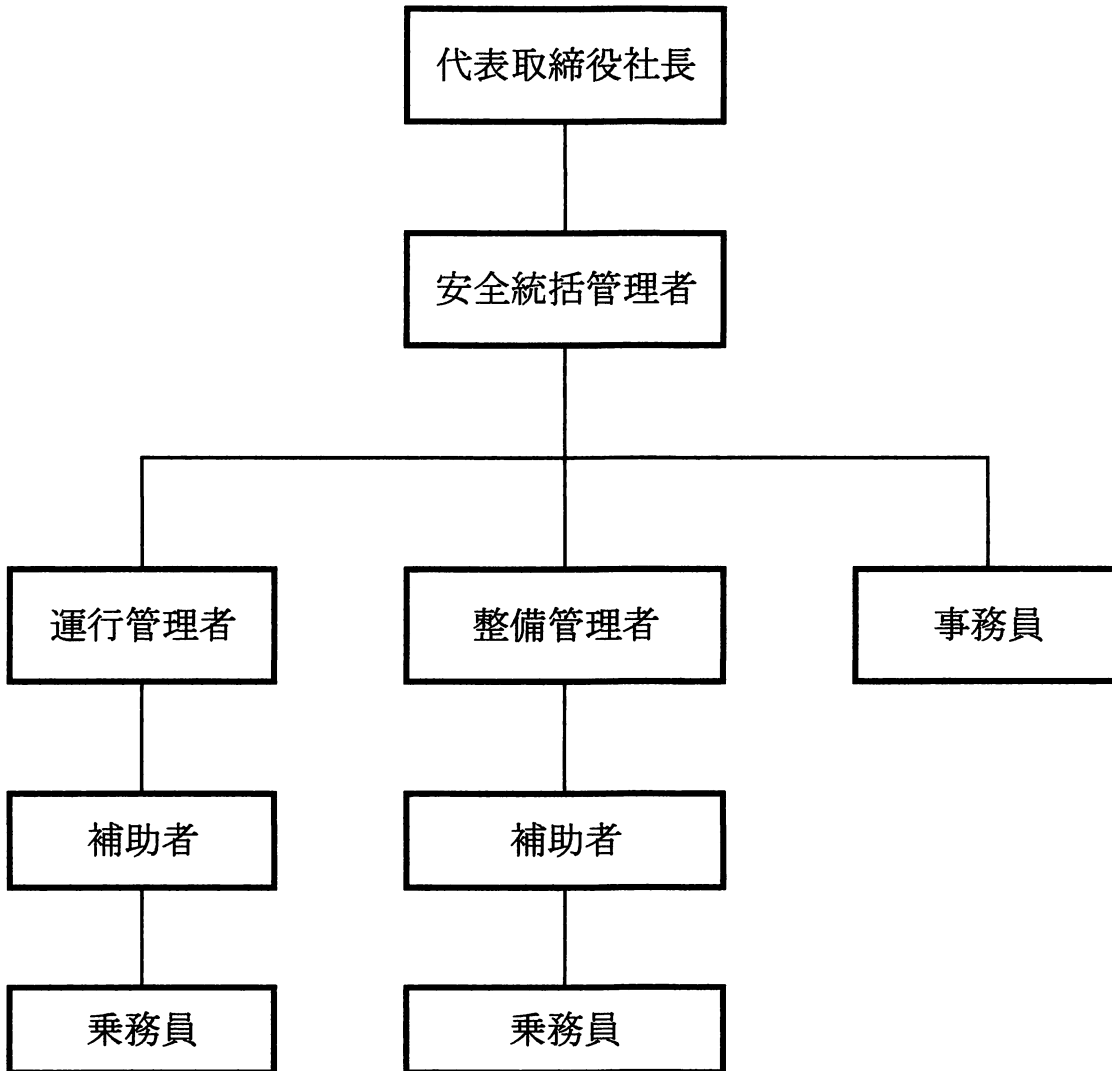 代表取締役社長
安全統括管理者
運行管理者
整備管理者
事務員
補助者
補助者
乗務員
乗務員